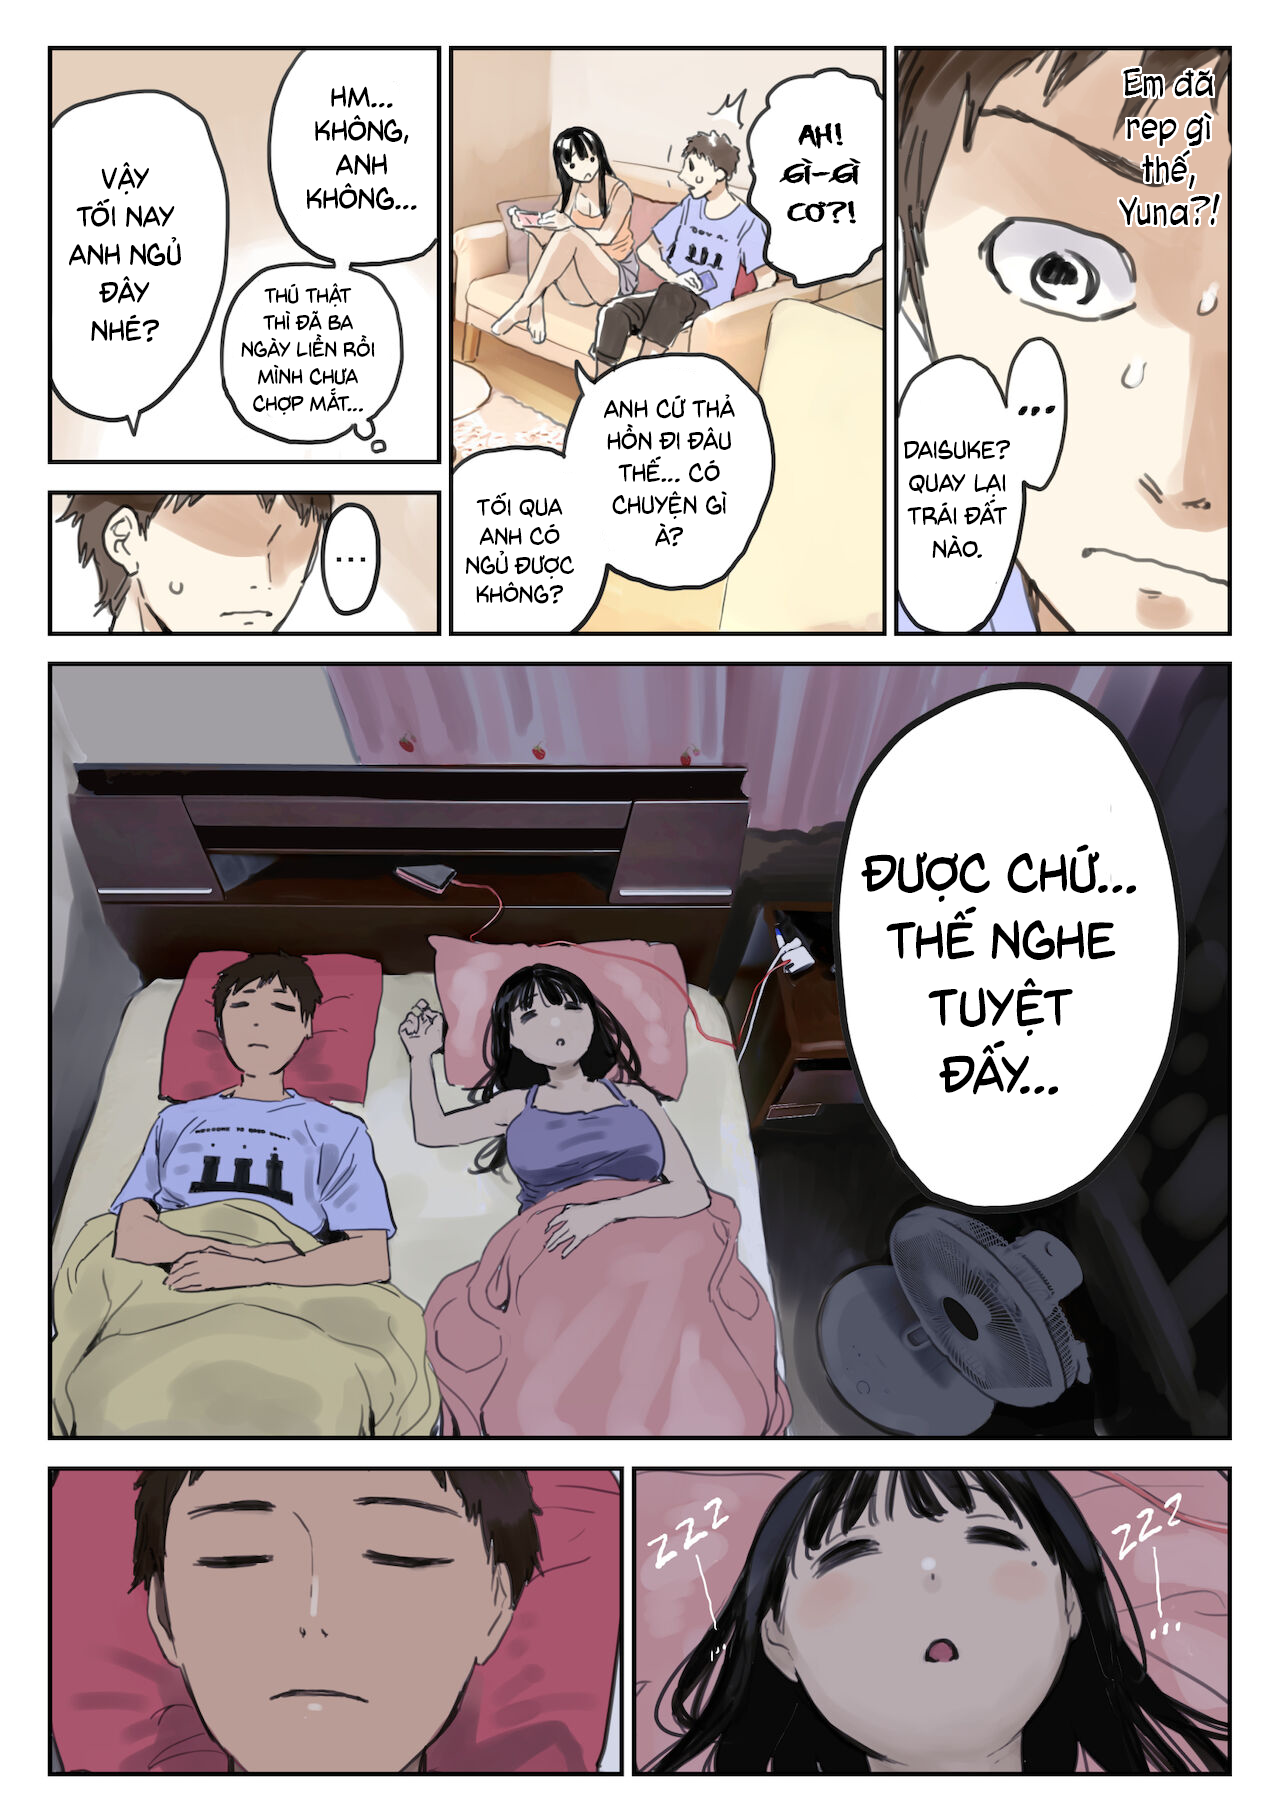 Em đã
rep gì
thế,
Yuna?!
...
DAISUKE?
QUAY LẠI
TRÁI ĐẤT
NÀO.
AH!
GÌ-GÌ
CƠ?!
ANH CỨ THẢ
HỒN ĐI ĐÂU
THẾ... CÓ
CHUYỆN GÌ
À?
TỐI QUA
ANH CÓ
NGỦ ĐƯỢC
KHÔNG?
HM...
KHÔNG,
ANH
KHÔNG...
THÚ THẬT
THÌ ĐÃ BA
NGÀY LIỀN RỒI
MÌNH CHƯA
CHỢP MẮT...
VẬY
TỐI NAY
ANH NGỦ
ĐÂY
NHÉ?
...
ĐƯỢC CHỨ...
THẾ NGHE
TUYỆT
ĐẤY...
ZZZ
...
ZZZ
...